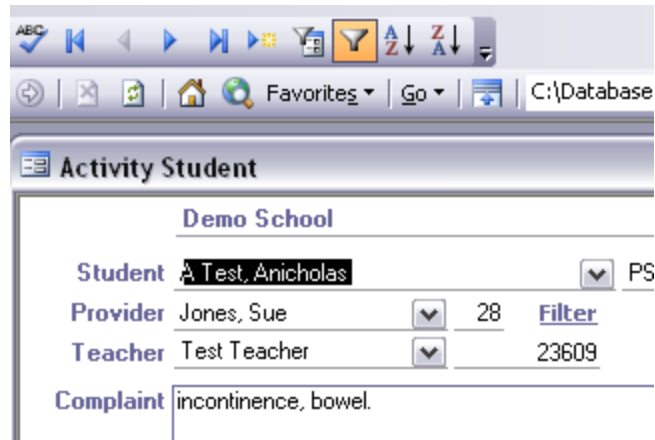 ABC
A
Z
Z
A
Favorites
Go
C:\Database
Activity Student
Demo School
Student A Test, Anicholas PS
Provider Jones, Sue 28 Filter
Teacher Test Teacher 23609
Complaint incontinence, bowel.